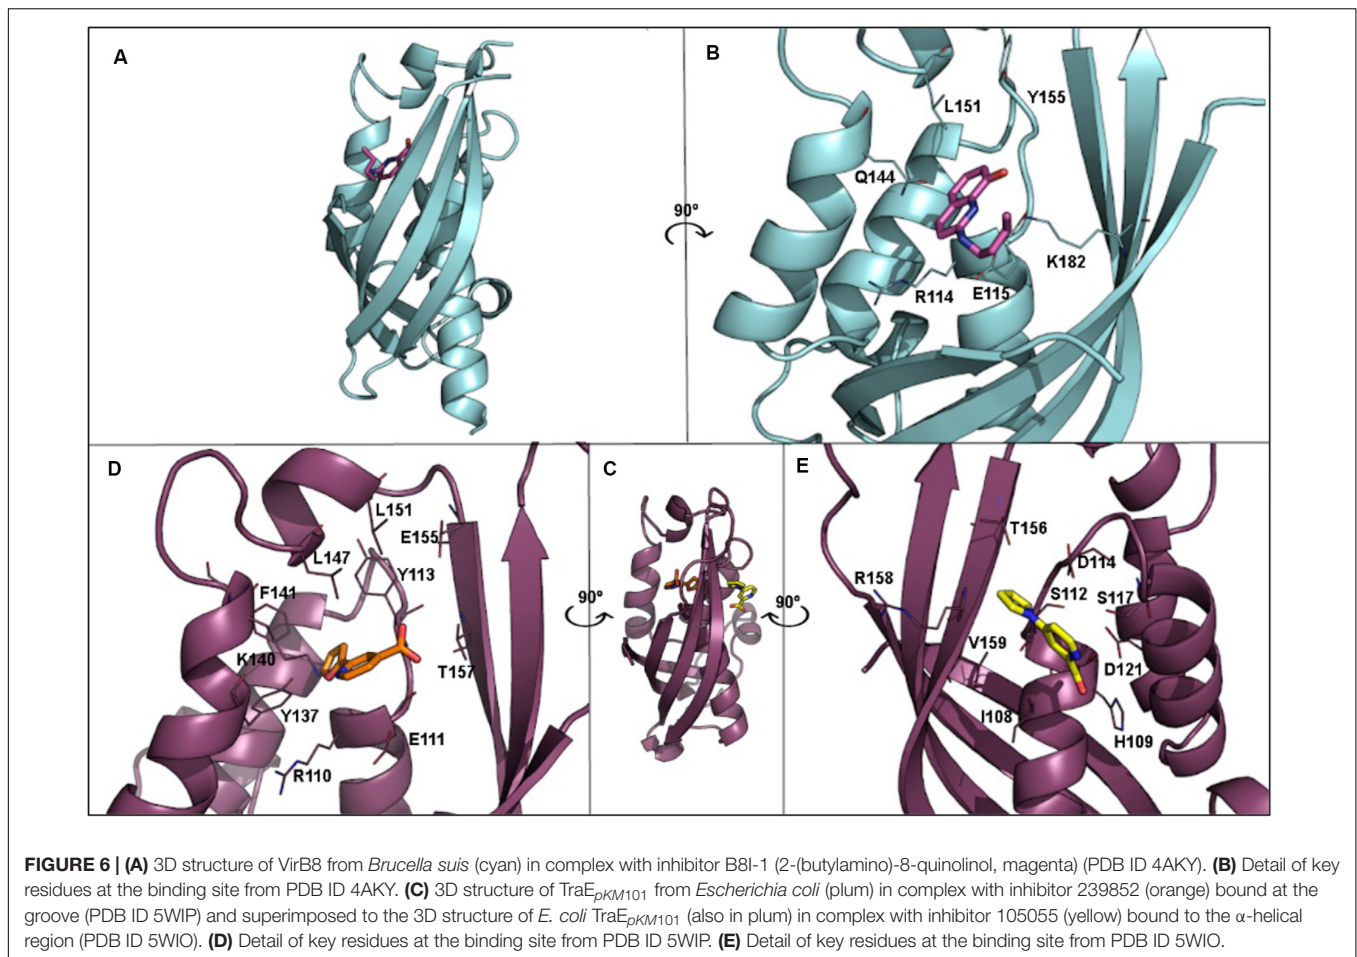 A
B
L151
Y155
Q144
90º
K182
R114
E115
D
C
E
L151
E155
T156
L147
Y113
D114
R158
F141
S112
S117
90º
90º
K140
V159
T157
D121
Y137
I108
E111
H109
R110
FIGURE 6 | (A) 3D structure of VirB8 from Brucella suis (cyan) in complex with inhibitor B8I-1 (2-(butylamino)-8-quinolinol, magenta) (PDB ID 4AKY). (B) Detail of key
residues at the binding site from PDB ID 4AKY. (C) 3D structure of TraEpKM101 from Escherichia coli (plum) in complex with inhibitor 239852 (orange) bound at the
groove (PDB ID 5WIP) and superimposed to the 3D structure of E. coli TraEpKM101 (also in plum) in complex with inhibitor 105055 (yellow) bound to the α-helical
region (PDB ID 5WIO). (D) Detail of key residues at the binding site from PDB ID 5WIP. (E) Detail of key residues at the binding site from PDB ID 5WIO.